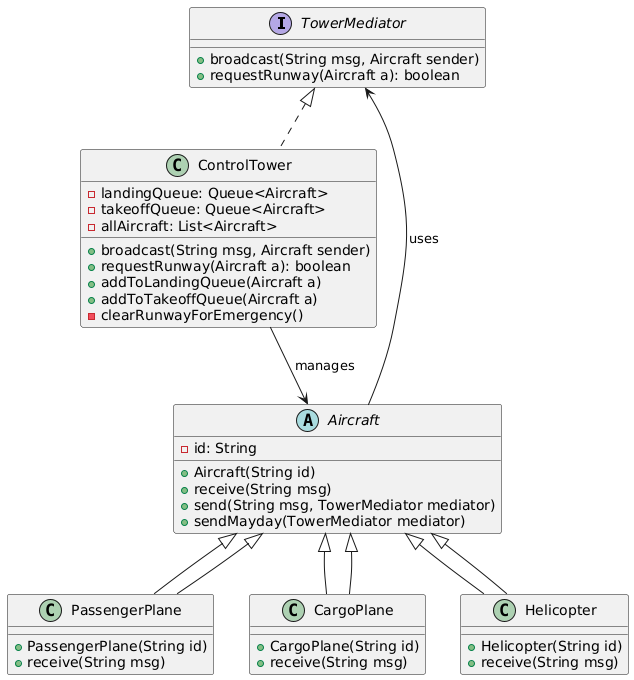 I TowerMediator
broadcast(String msg, Aircraft sender)
requestRunway(Aircraft a): boolean
C ControlTower
landingQueue: Queue<Aircraft>
takeoffQueue: Queue<Aircraft>
allAircraft: List<Aircraft>
broadcast(String msg, Aircraft sender)
requestRunway(Aircraft a): boolean
addToLandingQueue(Aircraft a)
addToTakeoffQueue(Aircraft a)
clearRunwayForEmergency()
uses
manages
A Aircraft
id: String
Aircraft(String id)
receive(String msg)
send(String msg, TowerMediator mediator)
sendMayday(TowerMediator mediator)
C PassengerPlane
PassengerPlane(String id)
receive(String msg)
C CargoPlane
CargoPlane(String id)
receive(String msg)
C Helicopter
Helicopter(String id)
receive(String msg)